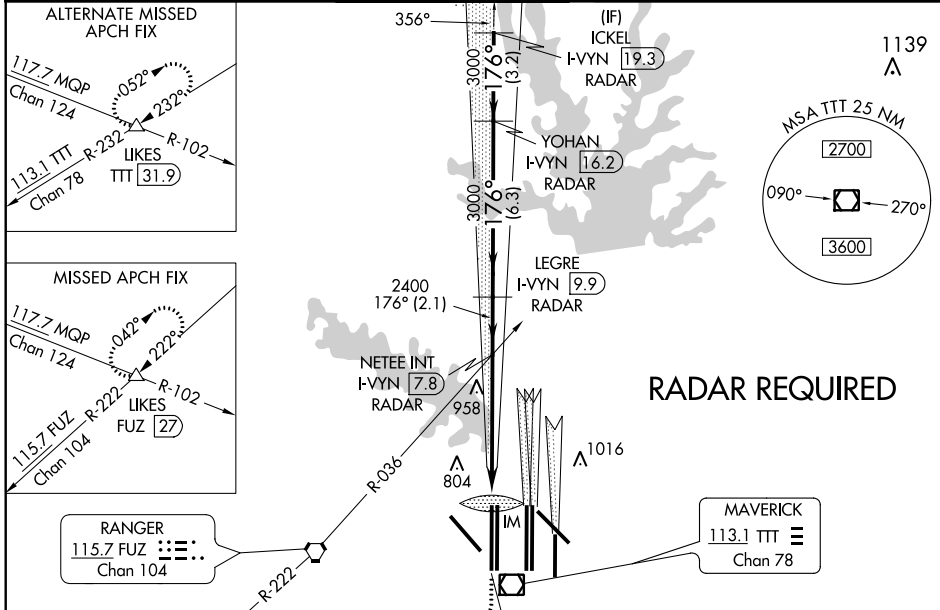 ALTERNATE MISSED
APCH FIX
117.7 MQP
Chan 124
052°
232°
R-232
R-102
113.1 TTT
Chan 78
LIKES
TTT 31.9
MISSED APCH FIX
117.7 MQP
Chan 124
042°
222°
R-222
R-102
115.7 FUZ
Chan 104
LIKES
FUZ 27
356°
3000
176°
(3.2)
(IF)
ICKEL
I-VYN 19.3
RADAR
YOHAN
I-VYN 16.2
RADAR
3000
176°
(6.3)
LEGRE
I-VYN 9.9
RADAR
2400
176° (2.1)
NETEE INT
I-VYN 7.8
RADAR
958
804
1016
R-036
IM
R-222
RANGER
115.7 FUZ
Chan 104
MAVERICK
113.1 TTT
Chan 78
RADAR REQUIRED
1139
MSA TTT 25 NM
2700
090°
270°
3600